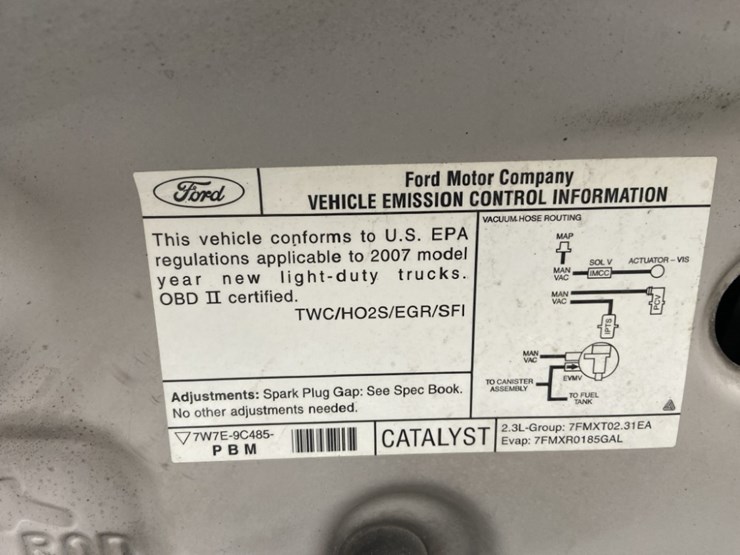 Ford
Ford Motor Company
VEHICLE EMISSION CONTROL INFORMATION
This vehicle conforms to U.S. EPA
regulations applicable to 2007 model
year new light-duty trucks.
OBD II certified.
TWC/HO2S/EGR/SFI
Adjustments: Spark Plug Gap: See Spec Book.
No other adjustments needed.
VACUUM HOSE ROUTING
MAP
SOL V
ACTUATOR - VIS
MAN
VAC
IMCC
MAN
VAC
PCV
IPTS
MAN
VAC
EVMV
TO CANISTER
ASSEMBLY
TO FUEL
TANK
7W7E-9C485-
PBM
CATALYST
2.3L-Group: 7FMXT02.31EA
Evap: 7FMXR0185GAL